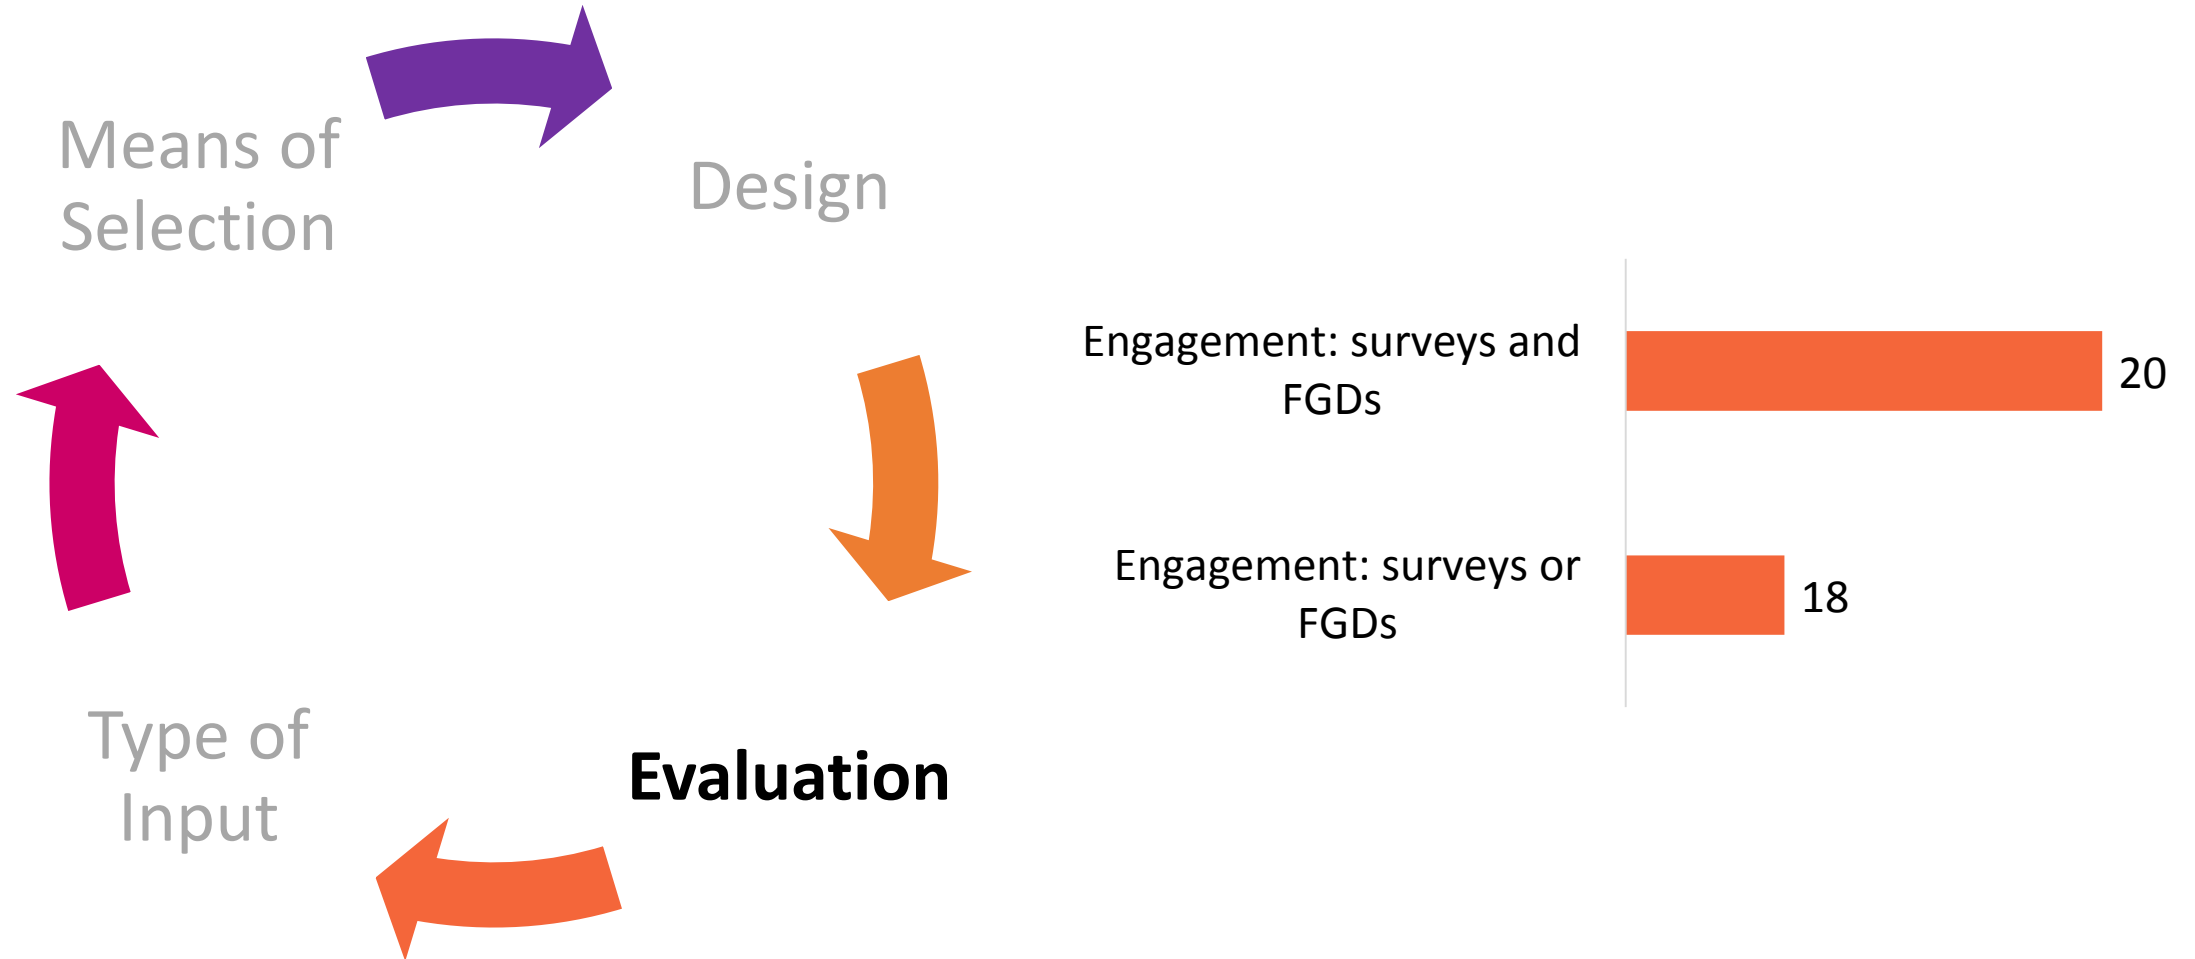 Means of
Selection
Design
Type of
Input
Evaluation
Engagement: surveys and
FGDs
20
Engagement: surveys or
FGDs
18